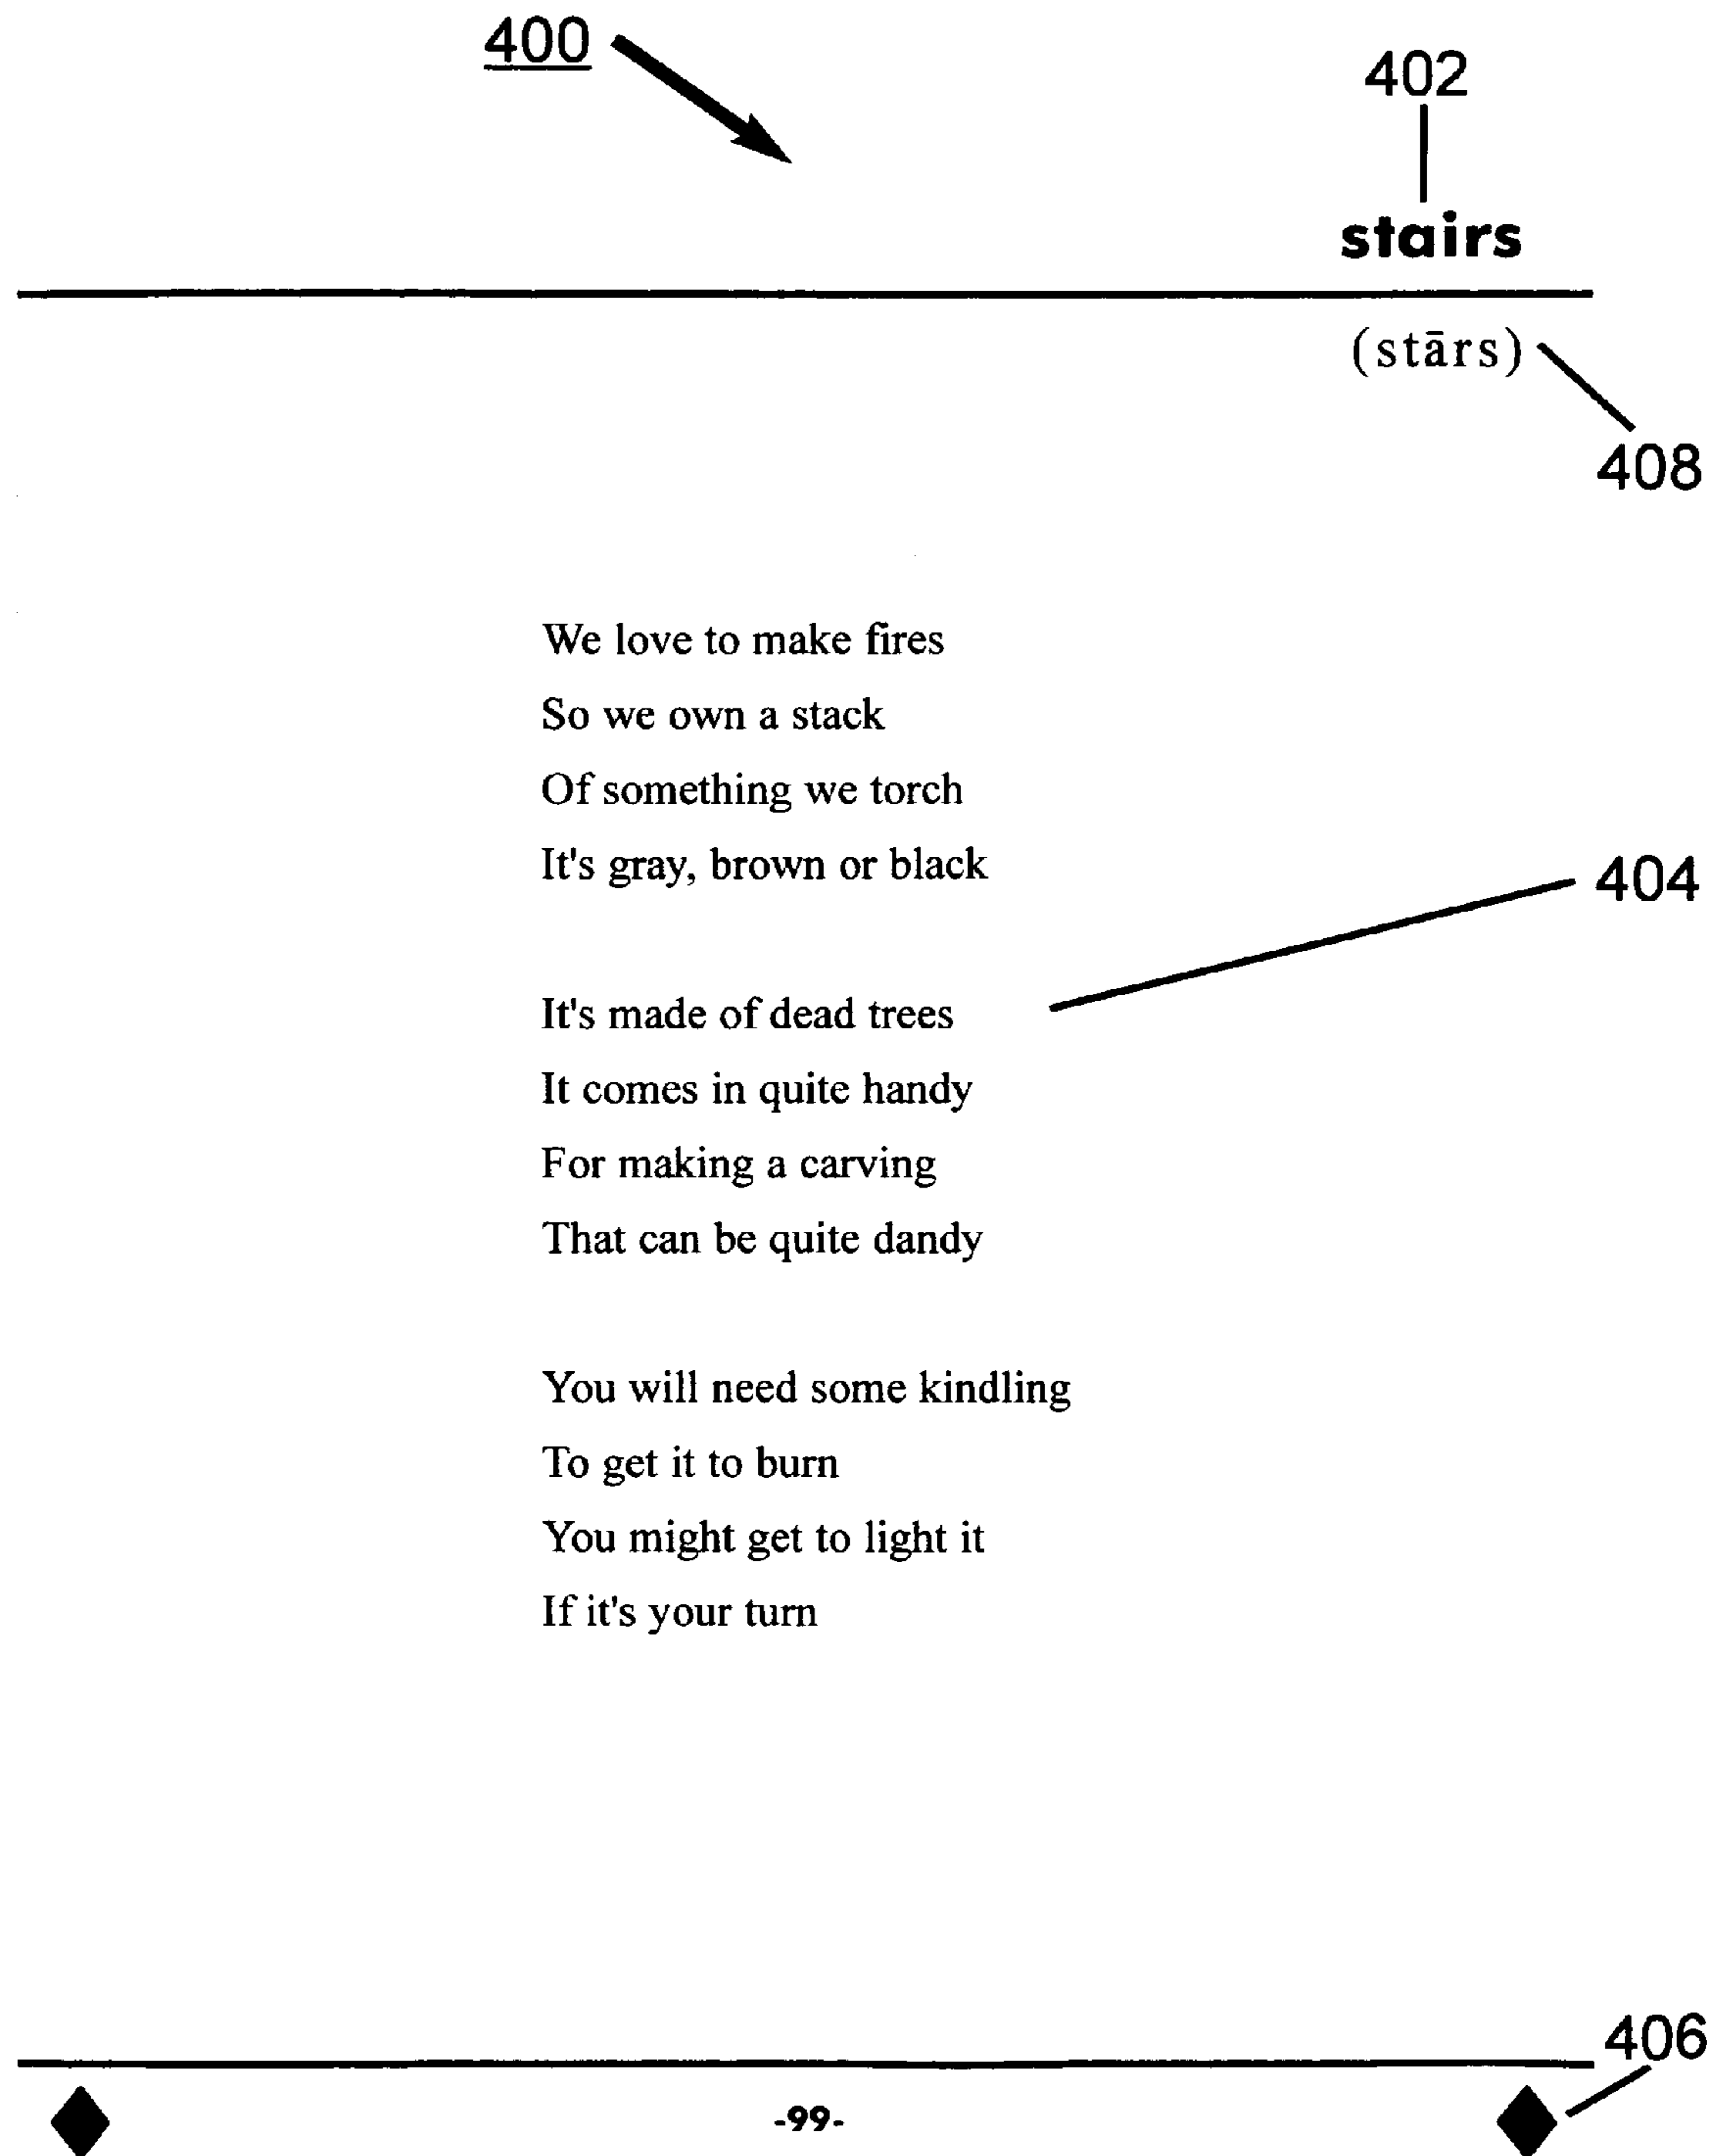 400
402
stairs
(stārs)
408
We love to make fires
So we own a stack
Of something we torch
It's gray, brown or black
404
It's made of dead trees
It comes in quite handy
For making a carving
That can be quite dandy
You will need some kindling
To get it to burn
You might get to light it
If it's your turn
406
-99-